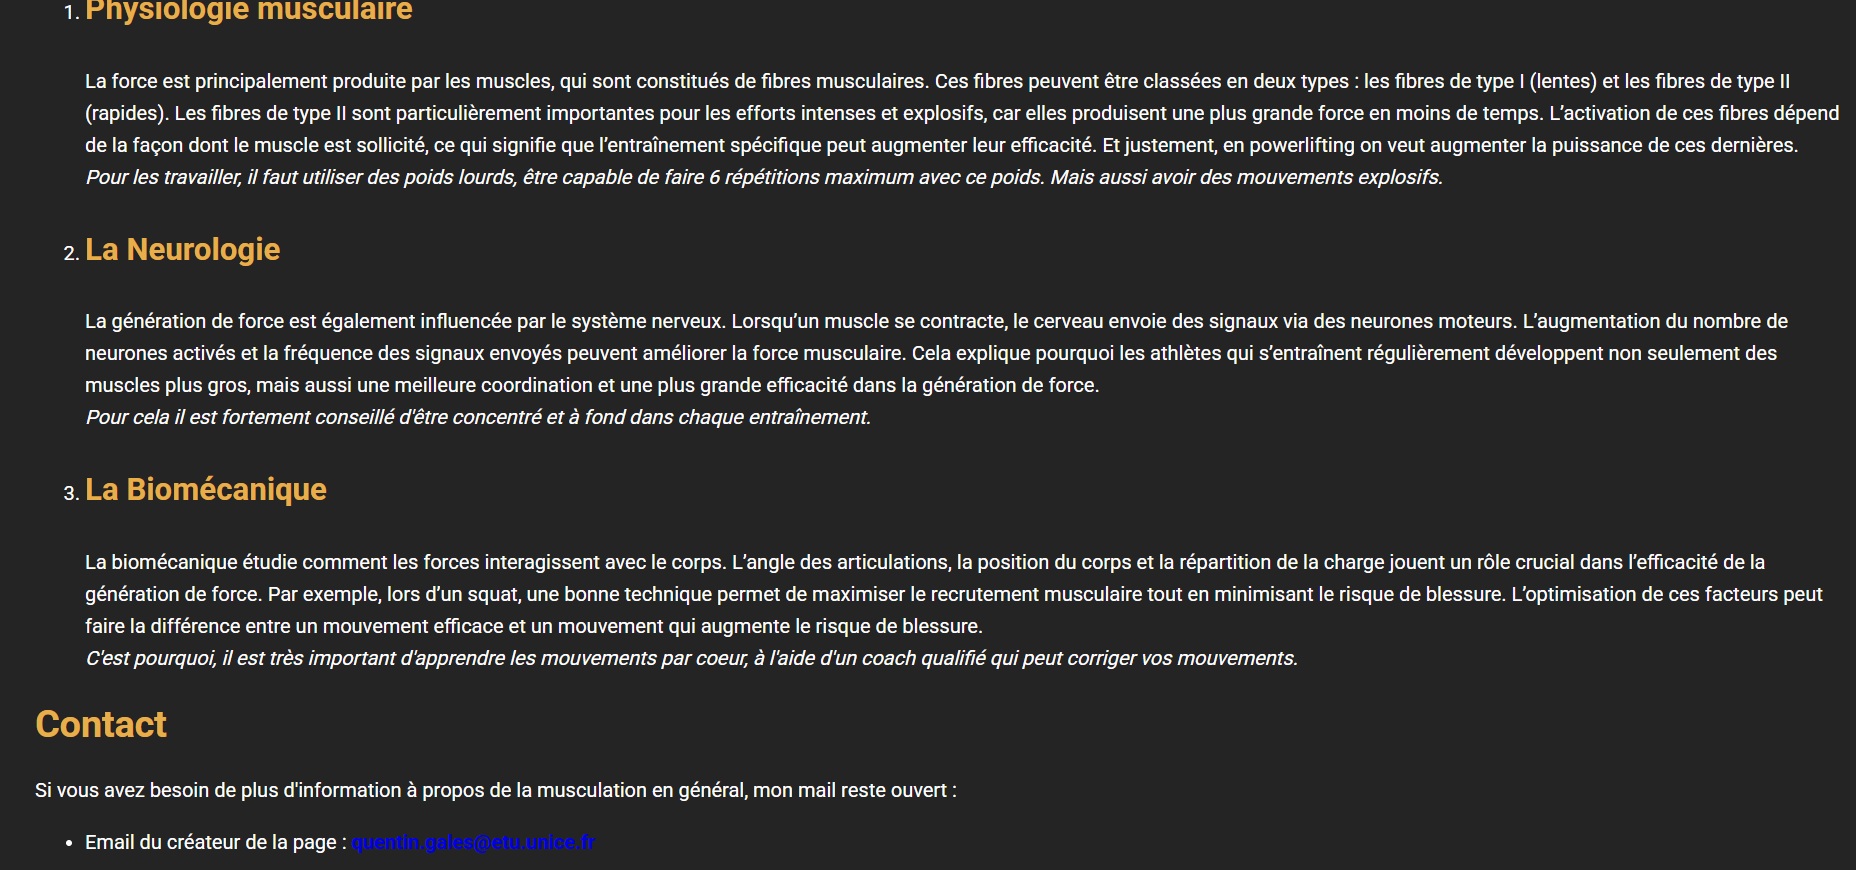 1. Physiologie musculaire
La force est principalement produite par les muscles, qui sont constitués de fibres musculaires. Ces fibres peuvent être classées en deux types : les fibres de type I (lentes) et les fibres de type II
(rapides). Les fibres de type II sont particulièrement importantes pour les efforts intenses et explosifs, car elles produisent une plus grande force en moins de temps. L’activation de ces fibres dépend
de la façon dont le muscle est sollicité, ce qui signifie que l’entraînement spécifique peut augmenter leur efficacité. Et justement, en powerlifting on veut augmenter la puissance de ces dernières.
Pour les travailler, il faut utiliser des poids lourds, être capable de faire 6 répétitions maximum avec ce poids. Mais aussi avoir des mouvements explosifs.
2. La Neurologie
La génération de force est également influencée par le système nerveux. Lorsqu’un muscle se contracte, le cerveau envoie des signaux via des neurones moteurs. L’augmentation du nombre de
neurones activés et la fréquence des signaux envoyés peuvent améliorer la force musculaire. Cela explique pourquoi les athlètes qui s’entraînent régulièrement développent non seulement des
muscles plus gros, mais aussi une meilleure coordination et une plus grande efficacité dans la génération de force.
Pour cela il est fortement conseillé d'être concentré et à fond dans chaque entraînement.
3. La Biomécanique
La biomécanique étudie comment les forces interagissent avec le corps. L’angle des articulations, la position du corps et la répartition de la charge jouent un rôle crucial dans l’efficacité de la
génération de force. Par exemple, lors d’un squat, une bonne technique permet de maximiser le recrutement musculaire tout en minimisant le risque de blessure. L’optimisation de ces facteurs peut
faire la différence entre un mouvement efficace et un mouvement qui augmente le risque de blessure.
C'est pourquoi, il est très important d'apprendre les mouvements par coeur, à l'aide d'un coach qualifié qui peut corriger vos mouvements.
Contact
Si vous avez besoin de plus d'information à propos de la musculation en général, mon mail reste ouvert :
• Email du créateur de la page : quentin.gales@etu.unice.fr